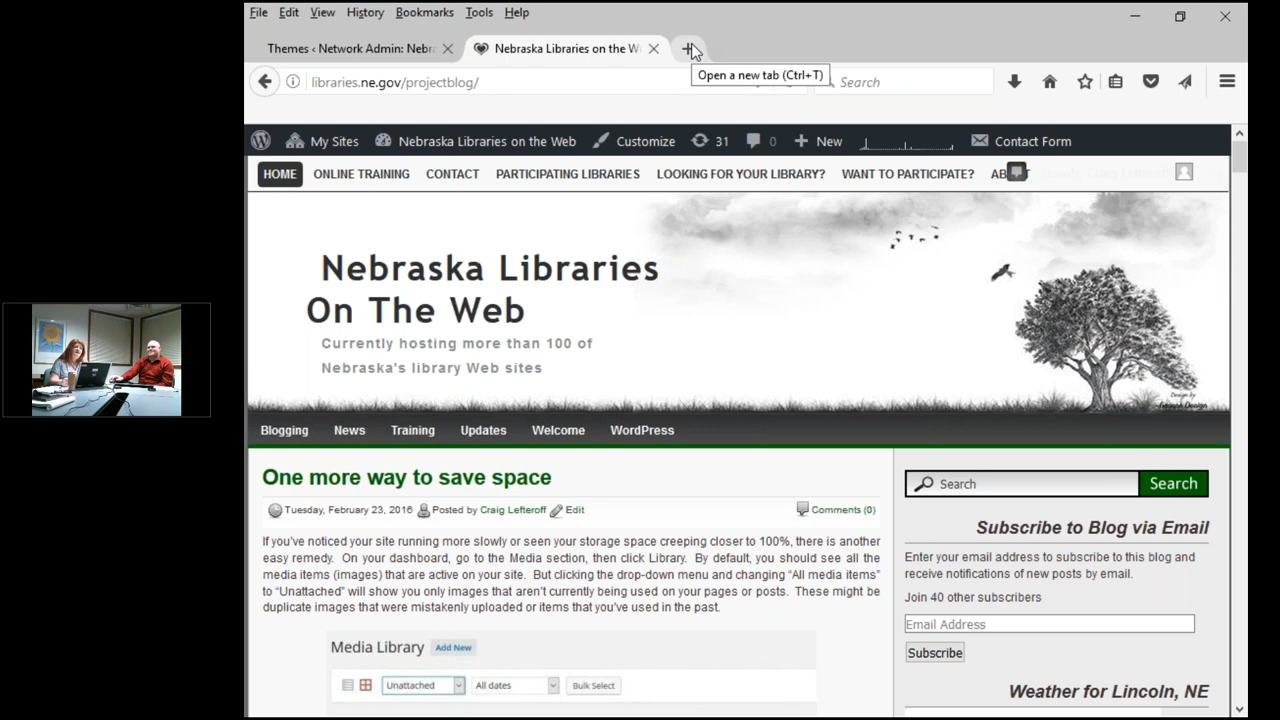 File Edit View History Bookmarks Tools Help
Themes ‹ Network Admin: Nebr
Nebraska Libraries on the W
Open a new tab (Ctrl+T)
libraries.ne.gov/projectblog/
Search
My Sites Nebraska Libraries on the Web Customize 31 0 New Contact Form
HOME ONLINE TRAINING CONTACT PARTICIPATING LIBRARIES LOOKING FOR YOUR LIBRARY? WANT TO PARTICIPATE?
Nebraska Libraries
On The Web
Currently hosting more than 100 of
Nebraska's library Web sites
Blogging News Training Updates Welcome WordPress
One more way to save space
Tuesday, February 23, 2016 Posted by Craig Lefteroff Edit Comments (0)
If you've noticed your site running more slowly or seen your storage space creeping closer to 100%, there is another
easy remedy. On your dashboard, go to the Media section, then click Library. By default, you should see all the
media items (images) that are active on your site. But clicking the drop-down menu and changing “All media items”
to “Unattached” will show you only images that aren't currently being used on your pages or posts. These might be
duplicate images that were mistakenly uploaded or items that you've used in the past.
Media Library Add New
Unattached All dates Bulk Select
Search Search
Subscribe to Blog via Email
Enter your email address to subscribe to this blog and
receive notifications of new posts by email.
Join 40 other subscribers
Email Address
Subscribe
Weather for Lincoln, NE